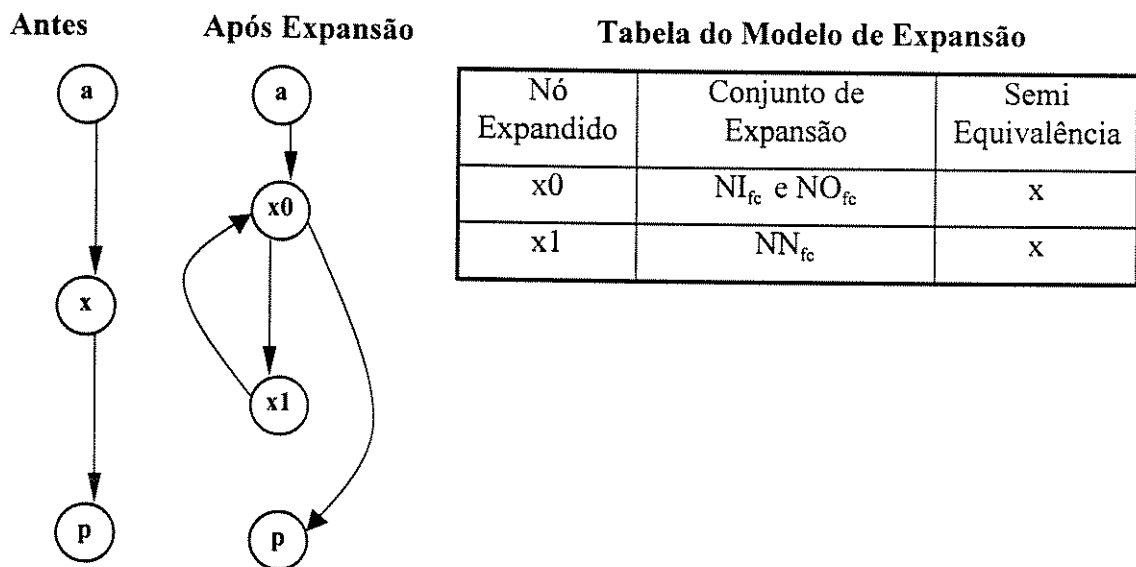 Antes
a
x
p
Após Expansão
a
x0
x1
p
Tabela do Modelo de Expansão
Nó Expandido
Conjunto de Expansão
Semi Equivalência
x0
NIfc e NOfc
x
x1
NNfc
x